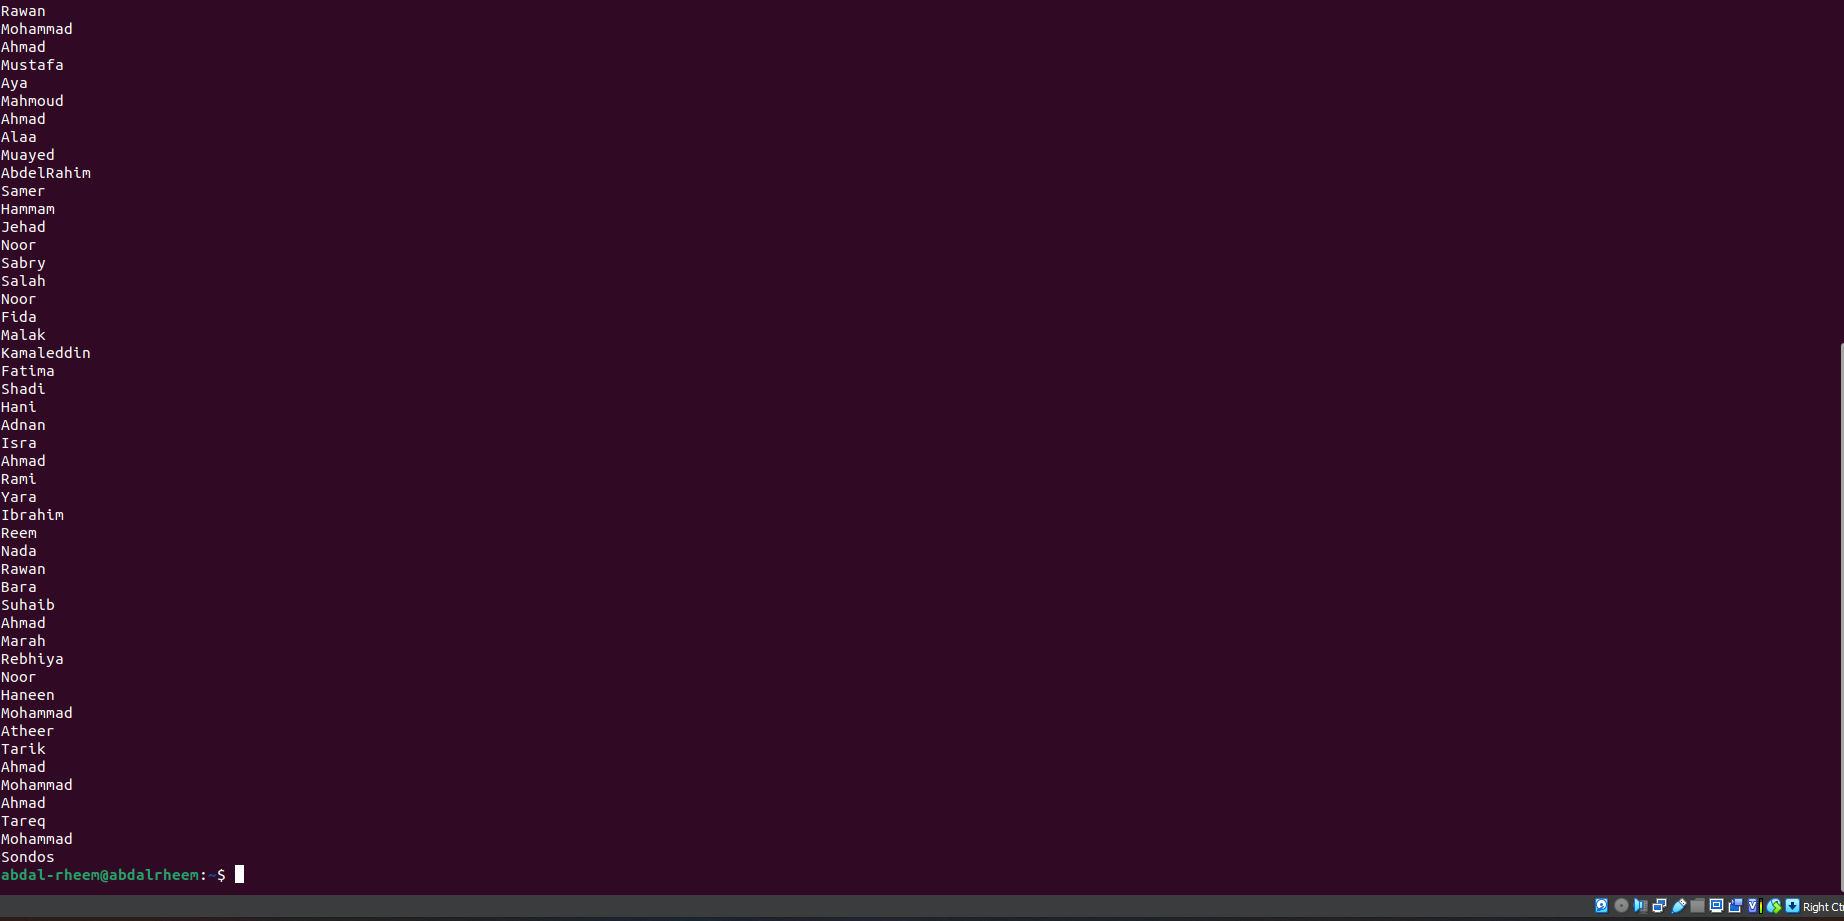 Rawan
Mohammad
Ahmad
Mustafa
Aya
Mahmoud
Ahmad
Alaa
Muayed
AbdelRahim
Samer
Hammam
Jehad
Noor
Sabry
Salah
Noor
Fida
Malak
Kamaleddin
Fatima
Shadi
Hani
Adnan
Isra
Ahmad
Rami
Yara
Ibrahim
Reem
Nada
Rawan
Bara
Suhaib
Ahmad
Marah
Rebhiya
Noor
Haneen
Mohammad
Atheer
Tarik
Ahmad
Mohammad
Ahmad
Tareq
Mohammad
Sondos
abdal-rheem@abdalrheem:~$
Right Ct